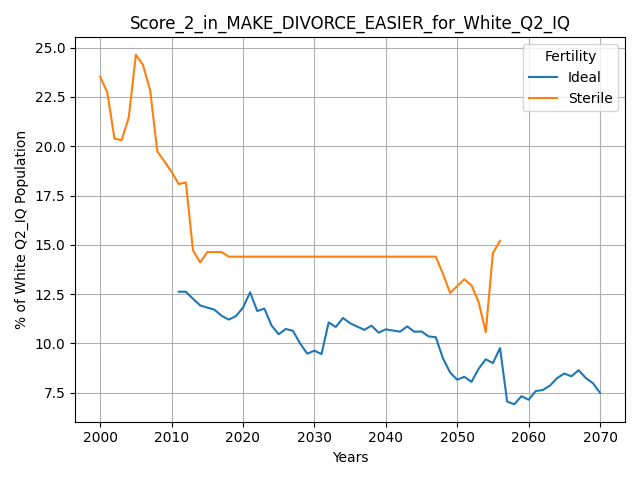 Score_2_in_MAKE_DIVORCE_EASIER_for_White_Q2_IQ
% of White Q2_IQ Population
25.0
22.5
20.0
17.5
15.0
12.5
10.0
7.5
Fertility
Ideal
Sterile
2000 2010 2020 2030 2040 2050 2060 2070
Years